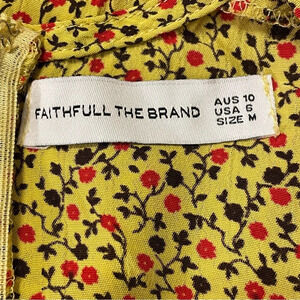 FAITHFULL THE BRAND
AUS 10
USA 6
SIZE M